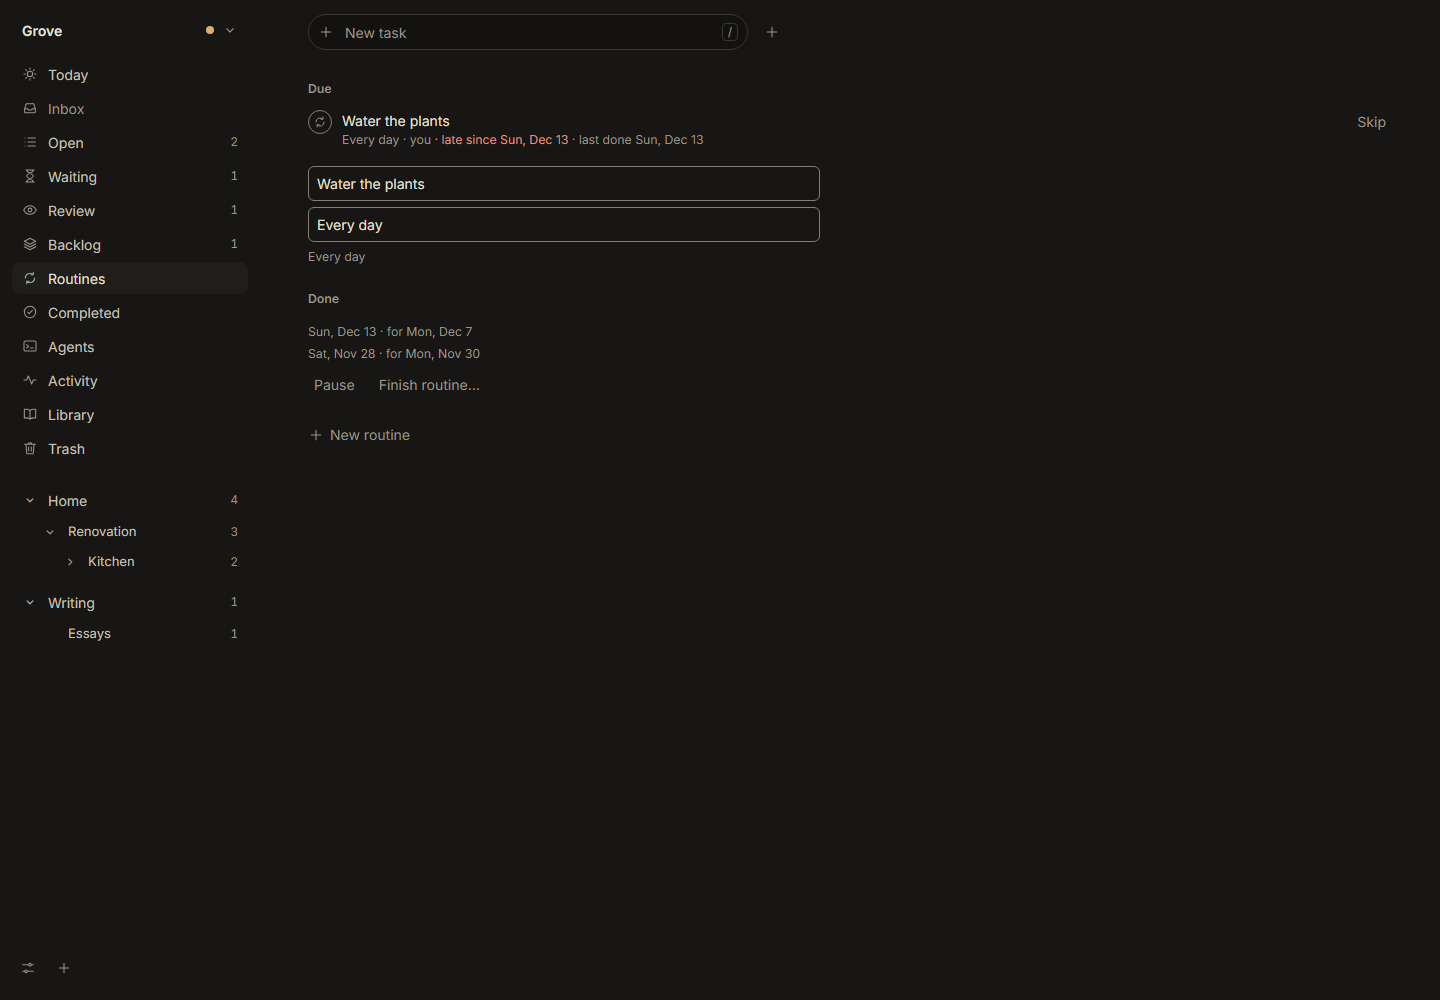 Grove
Today
Inbox
Open 2
Waiting 1
Review 1
Backlog 1
Routines
Completed
Agents
Activity
Library
Trash
Home 4
Renovation 3
Kitchen 2
Writing 1
Essays 1
New task /
Due
Water the plants
Every day · you · late since Sun, Dec 13 · last done Sun, Dec 13
Skip
Water the plants
Every day
Every day
Done
Sun, Dec 13 · for Mon, Dec 7
Sat, Nov 28 · for Mon, Nov 30
Pause Finish routine...
New routine